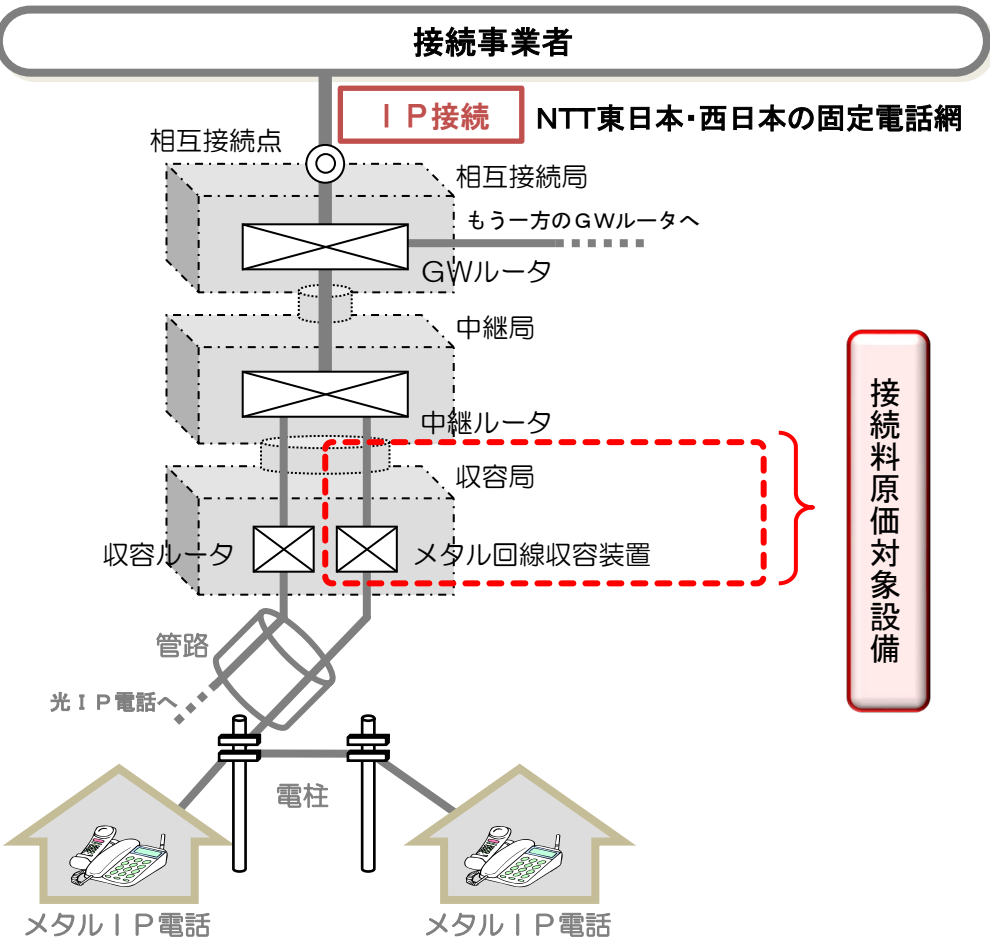 接続事業者
ＩＰ接続
NTT東日本・西日本の固定電話網
相互接続点
相互接続局
もう一方のＧＷルータへ
ＧＷルータ
中継局
中継ルータ
収容局
収容ルータ
メタル回線収容装置
接続料原価対象設備
管路
光ＩＰ電話へ
電柱
メタルＩＰ電話
メタルＩＰ電話